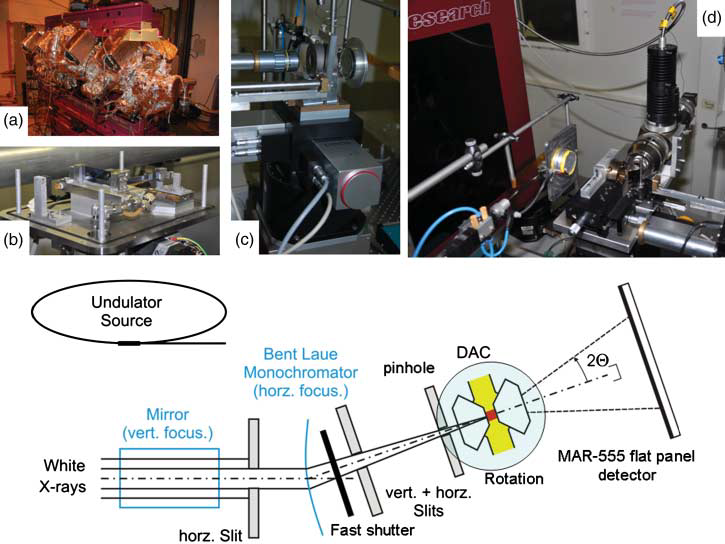 esearch
(d)
(a)
(b)
(c)
Undulator
Source
Bent Laue
Monochromator
(horz. focus.)
pinhole
DAC
2Θ
Mirror
(vert. focus.)
White
X-rays
MAR-555 flat panel
detector
Rotation
vert. + horz.
Slits
horz. Slit
Fast shutter